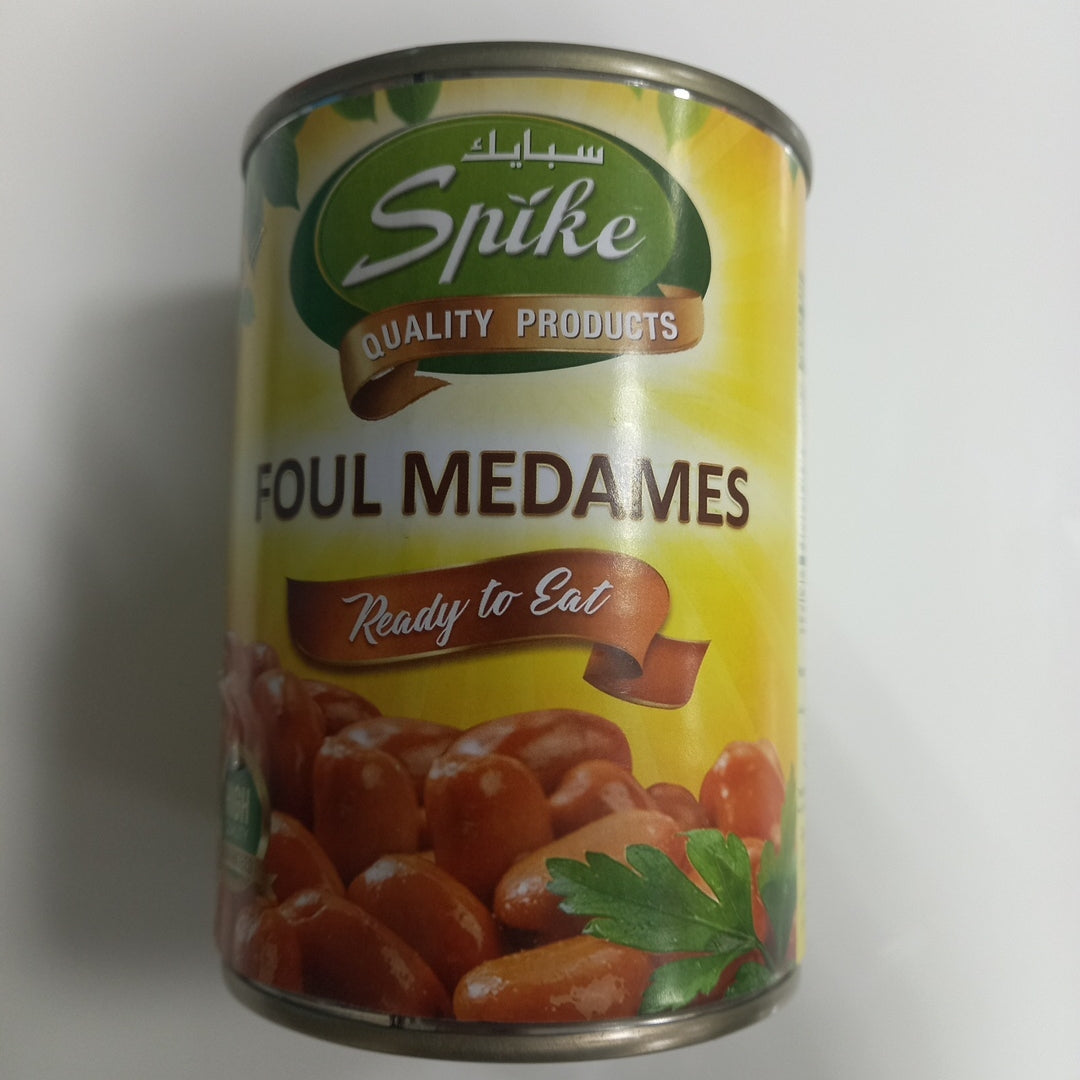 سبايك
Spike
QUALITY PRODUCTS
FOUL MEDAMES
Ready to Eat